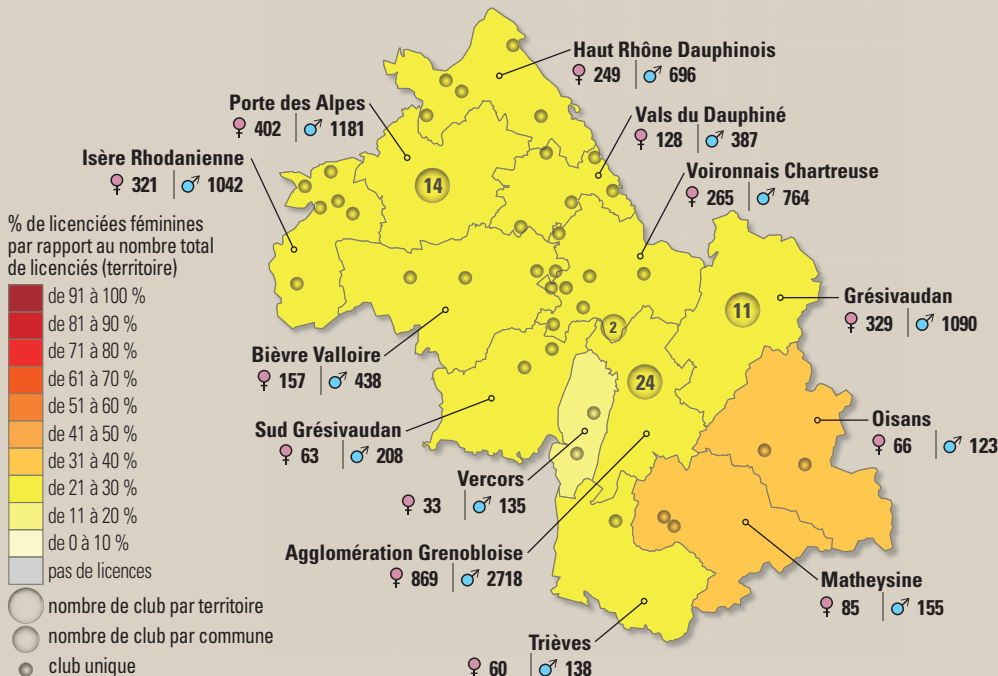 Haut Rhône Dauphinois
♀ 249 | ♂ 696
Porte des Alpes
♀ 402 | ♂ 1181
Vals du Dauphiné
♀ 128 | ♂ 387
Isère Rhodanienne
♀ 321 | ♂ 1042
Voironnais Chartreuse
♀ 265 | ♂ 764
14
% de licenciées féminines
par rapport au nombre total
de licenciés (territoire)
de 91 à 100 %
de 81 à 90 %
de 71 à 80 %
de 61 à 70 %
de 51 à 60 %
de 41 à 50 %
de 31 à 40 %
de 21 à 30 %
de 11 à 20 %
de 0 à 10 %
pas de licences
nombre de club par territoire
nombre de club par commune
club unique
Grésivaudan
♀ 329 | ♂ 1090
11
2
24
Bièvre Valloire
♀ 157 | ♂ 438
Oisans
♀ 66 | ♂ 123
Sud Grésivaudan
♀ 63 | ♂ 208
Vercors
♀ 33 | ♂ 135
Agglomération Grenobloise
♀ 869 | ♂ 2718
Matheysine
♀ 85 | ♂ 155
Trièves
♀ 60 | ♂ 138